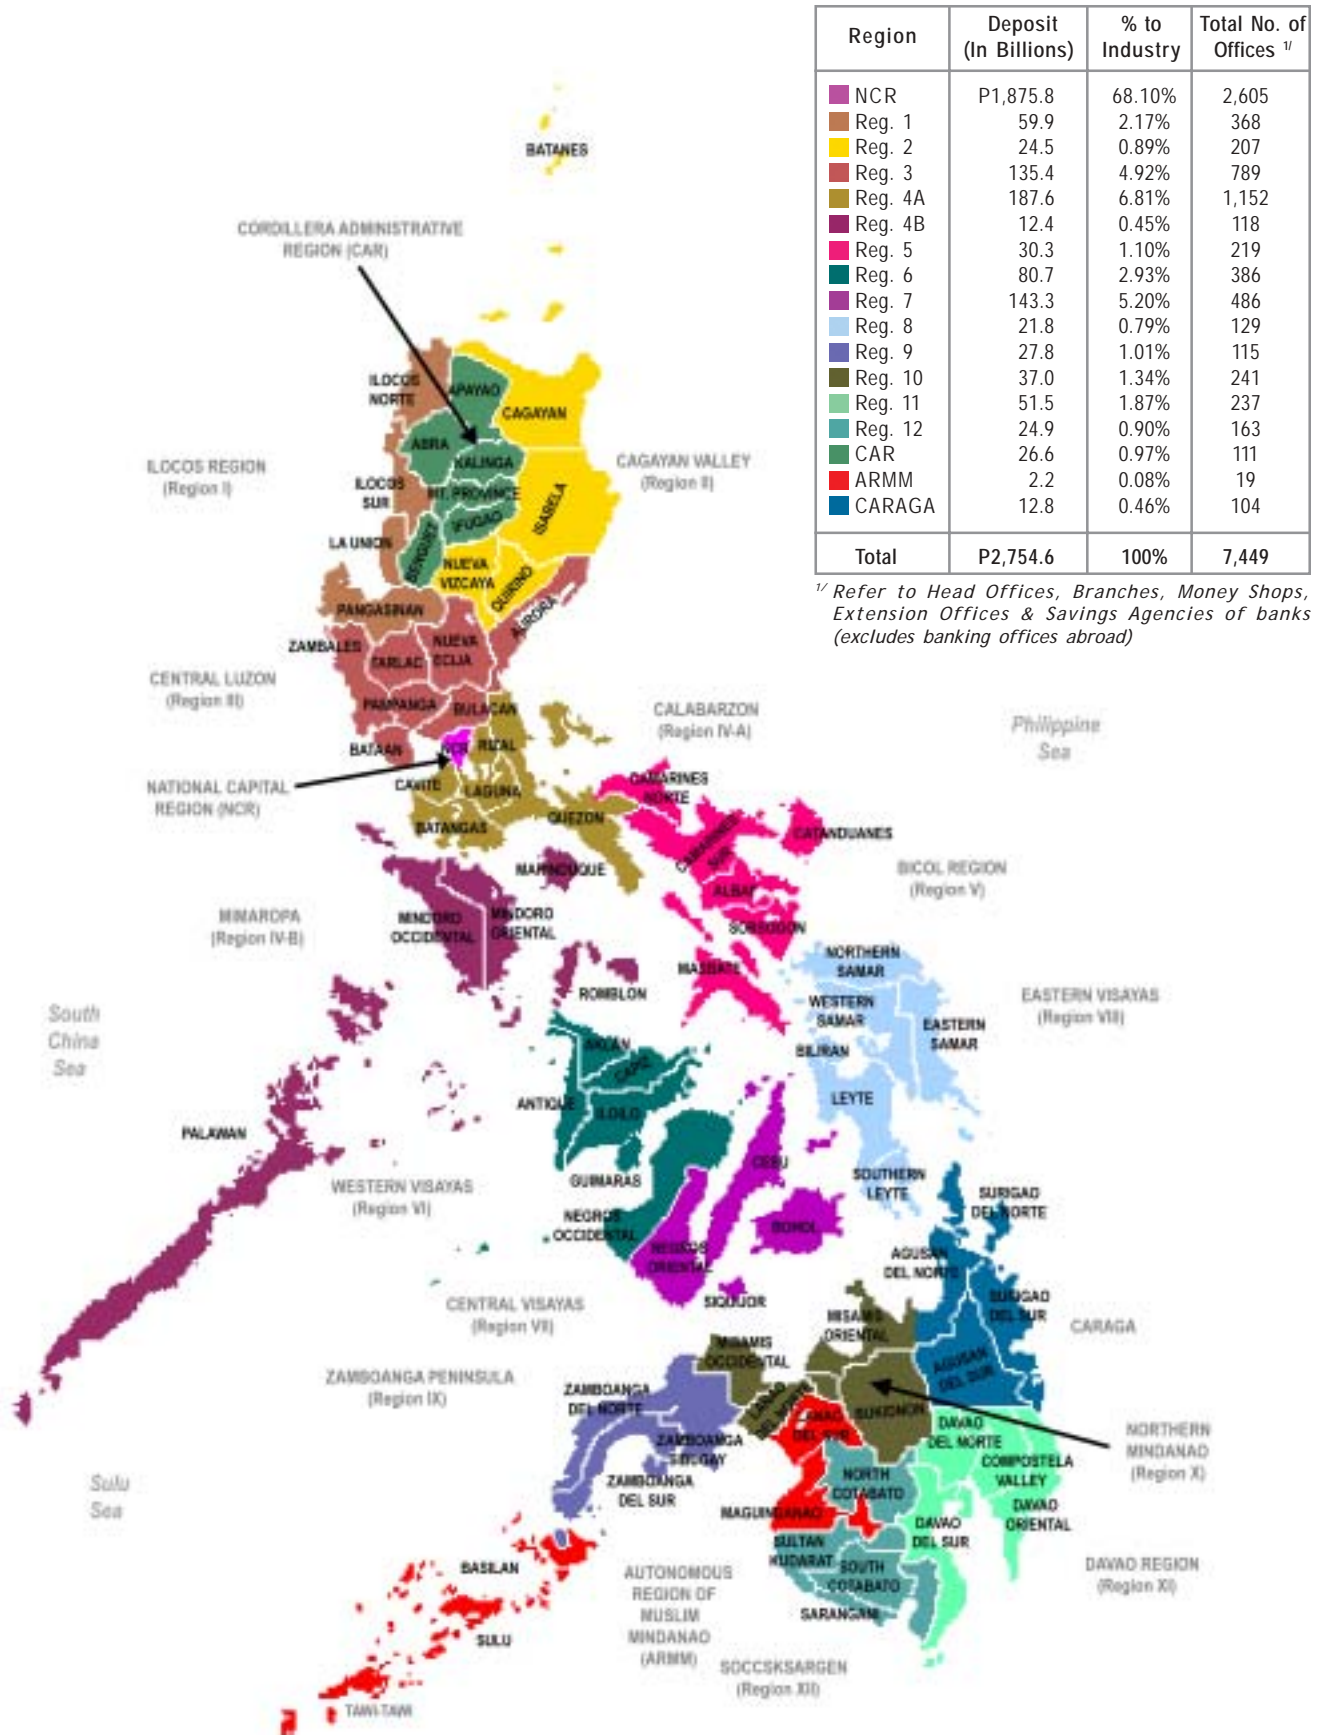 Region Deposit (In Billions) % to Industry Total No. of Offices 1/
NCR P1,875.8 68.10% 2,605
Reg. 1 59.9 2.17% 368
Reg. 2 24.5 0.89% 207
Reg. 3 135.4 4.92% 789
Reg. 4A 187.6 6.81% 1,152
Reg. 4B 12.4 0.45% 118
Reg. 5 30.3 1.10% 219
Reg. 6 80.7 2.93% 386
Reg. 7 143.3 5.20% 486
Reg. 8 21.8 0.79% 129
Reg. 9 27.8 1.01% 115
Reg. 10 37.0 1.34% 241
Reg. 11 51.5 1.87% 237
Reg. 12 24.9 0.90% 163
CAR 26.6 0.97% 111
ARMM 2.2 0.08% 19
CARAGA 12.8 0.46% 104
Total P2,754.6 100% 7,449
1/ Refer to Head Offices, Branches, Money Shops,
Extension Offices & Savings Agencies of banks
(excludes banking offices abroad)
BATANES
CORDILLERA ADMINISTRATIVE
REGION (CAR)
ILOCOS
NORTE
APAYAO
CAGAYAN
ABRA
KALINGA
ILOCOS REGION
(Region I)
CAGAYAN VALLEY
(Region II)
ILOCOS
SUR
MT. PROVINCE
ISABELA
IFUGAO
LA UNION
BENGUET
NUEVA
VIZCAYA
QUIRINO
PANGASINAN
AURORA
ZAMBALES
TARLAC
NUEVA
ECIJA
CENTRAL LUZON
(Region III)
PAMPANGA
BULACAN
CALABARZON
(Region IV-A)
Philippine
Sea
BATAAN
NCR
RIZAL
NATIONAL CAPITAL
REGION (NCR)
CAVITE
LAGUNA
CAMARINES
NORTE
BATANGAS
QUEZON
CAMARINES
SUR
CATANDUANES
MARINDUQUE
BICOL REGION
(Region V)
ALBAY
MIMAROPA
(Region IV-B)
MINDORO
OCCIDENTAL
MINDORO
ORIENTAL
SORSOGON
MASBATE
ROMBLON
NORTHERN
SAMAR
WESTERN
SAMAR
EASTERN
SAMAR
EASTERN VISAYAS
(Region VIII)
South
China
Sea
BILIRAN
AKLAN
CAPIZ
ANTIQUE
ILOILO
LEYTE
PALAWAN
CEBU
GUIMARAS
WESTERN VISAYAS
(Region VI)
SOUTHERN
LEYTE
SURIGAO
DEL NORTE
NEGROS
OCCIDENTAL
BOHOL
NEGROS
ORIENTAL
AGUSAN
DEL NORTE
SIQUIJOR
SURIGAO
DEL SUR
CENTRAL VISAYAS
(Region VII)
MISAMIS
ORIENTAL
CARAGA
MISAMIS
OCCIDENTAL
AGUSAN
DEL SUR
ZAMBOANGA PENINSULA
(Region IX)
ZAMBOANGA
DEL NORTE
LANAO
DEL NORTE
LANAO
DEL SUR
BUKIDNON
DAVAO
DEL NORTE
NORTHERN
MINDANAO
(Region X)
ZAMBOANGA
SIBUGAY
COMPOSTELA
VALLEY
Sulu
Sea
ZAMBOANGA
DEL SUR
NORTH
COTABATO
MAGUINDANAO
DAVAO
ORIENTAL
DAVAO
DEL SUR
SULTAN
KUDARAT
BASILAN
AUTONOMOUS
REGION OF
MUSLIM
MINDANAO
(ARMM)
SOUTH
COTABATO
DAVAO REGION
(Region XI)
SARANGANI
SULU
SOCCSKSARGEN
(Region XII)
TAWI-TAWI